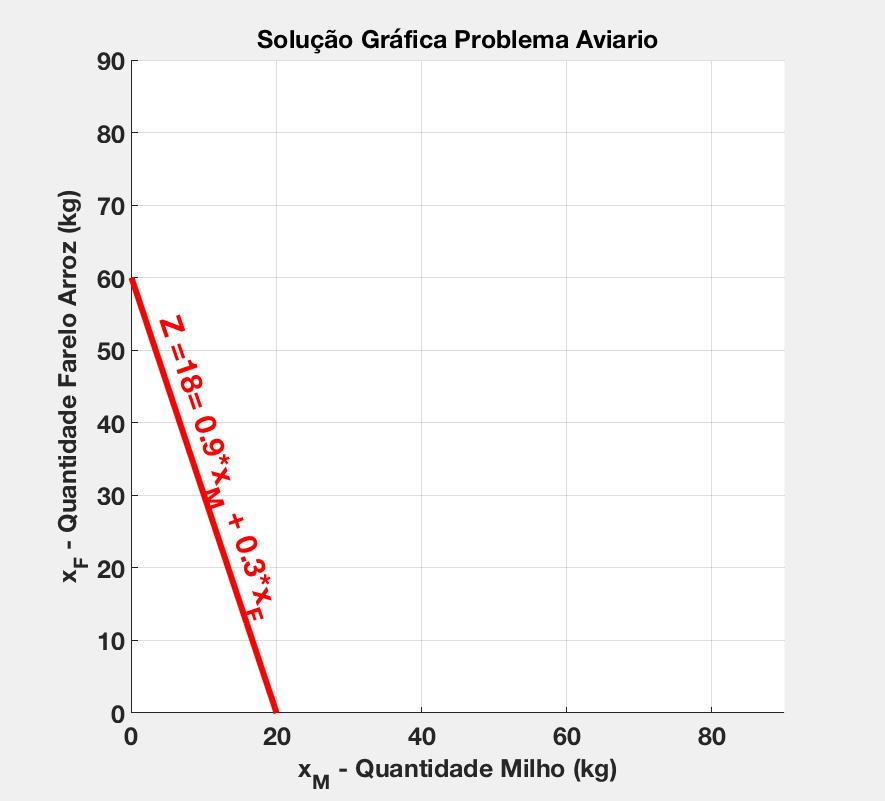 Solução Gráfica Problema Aviario
90
80
70
60
50
40
30
20
10
0
x_F - Quantidade Farelo Arroz (kg)
Z =18= 0.9*x_M + 0.3*x_F
0 20 40 60 80
x_M - Quantidade Milho (kg)